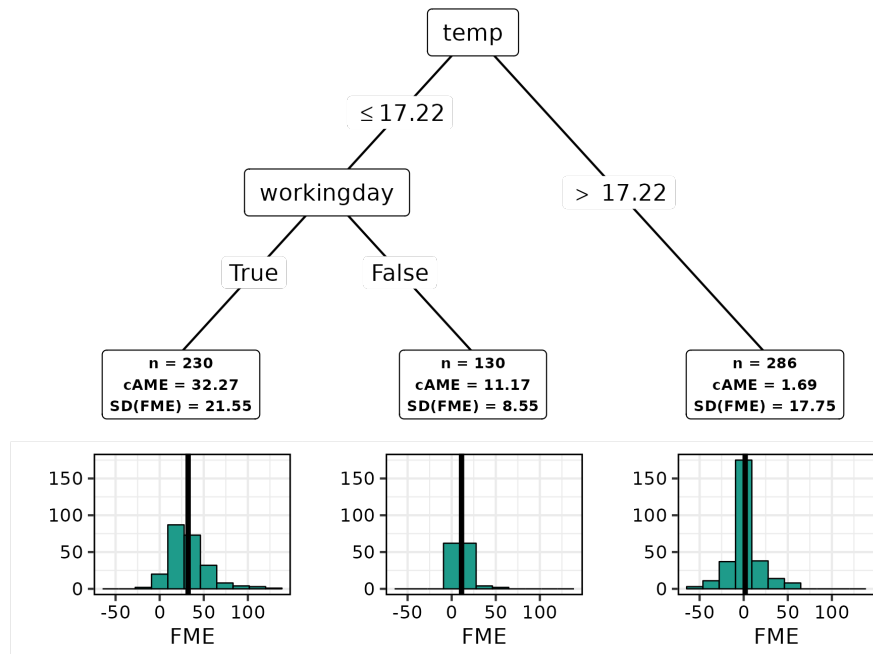 temp
≤ 17.22
workingday
> 17.22
True
False
n = 230
cAME = 32.27
SD(FME) = 21.55
n = 130
cAME = 11.17
SD(FME) = 8.55
n = 286
cAME = 1.69
SD(FME) = 17.75
150
100
50
0
-50 0 50 100
FME
150
100
50
0
-50 0 50 100
FME
150
100
50
0
-50 0 50 100
FME